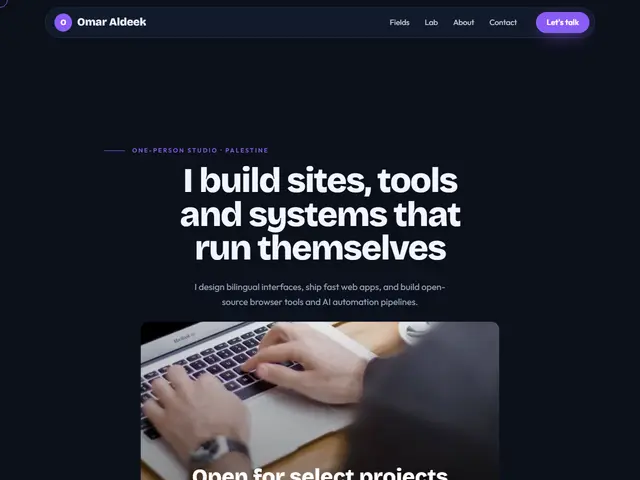 O
Omar Aldeek
Fields
Lab
About
Contact
Let's talk
ONE-PERSON STUDIO · PALESTINE
I build sites, tools
and systems that
run themselves
I design bilingual interfaces, ship fast web apps, and build open-
source browser tools and AI automation pipelines.
Open for select projects